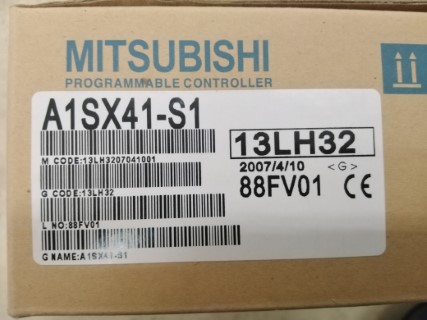 MITSUBISHI
PROGRAMMABLE CONTROLLER
A1SX41-S1
13LH32
M CODE:13LH3207041001
2007/4/10 <G>
G CODE:13LH32
88FV01 CE
L NO:88FV01
G NAME:A1SX41-S1